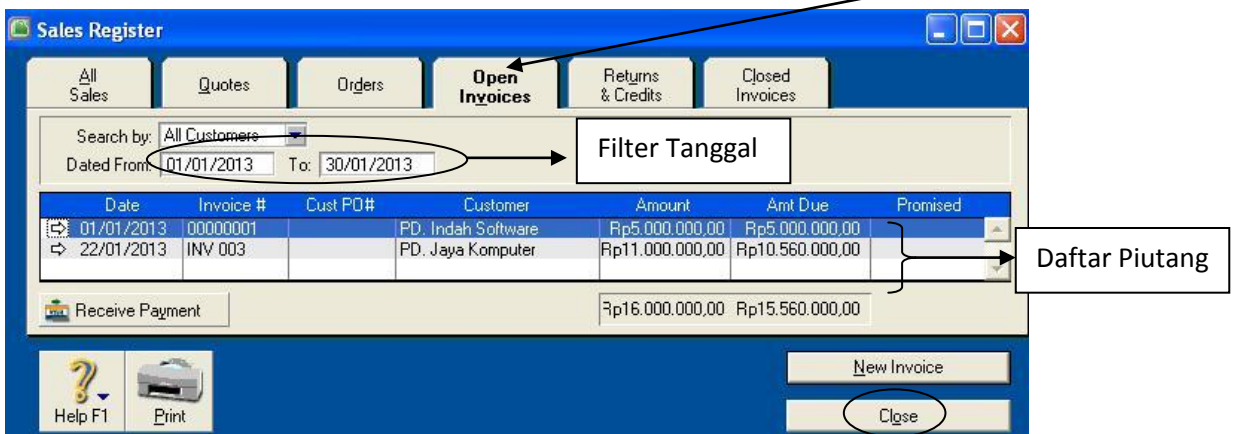 Sales Register
All Sales
Quotes
Orders
Open Invoices
Returns & Credits
Closed Invoices
Search by: All Customers
Dated From: 01/01/2013 To: 30/01/2013
Filter Tanggal
Date Invoice # Cust PO# Customer Amount Amt Due Promised
01/01/2013 00000001 PD. Indah Software Rp5.000.000,00 Rp5.000.000,00
22/01/2013 INV 003 PD. Jaya Komputer Rp11.000.000,00 Rp10.560.000,00
Daftar Piutang
Receive Payment Rp16.000.000,00 Rp15.560.000,00
New Invoice
Help F1 Print Close